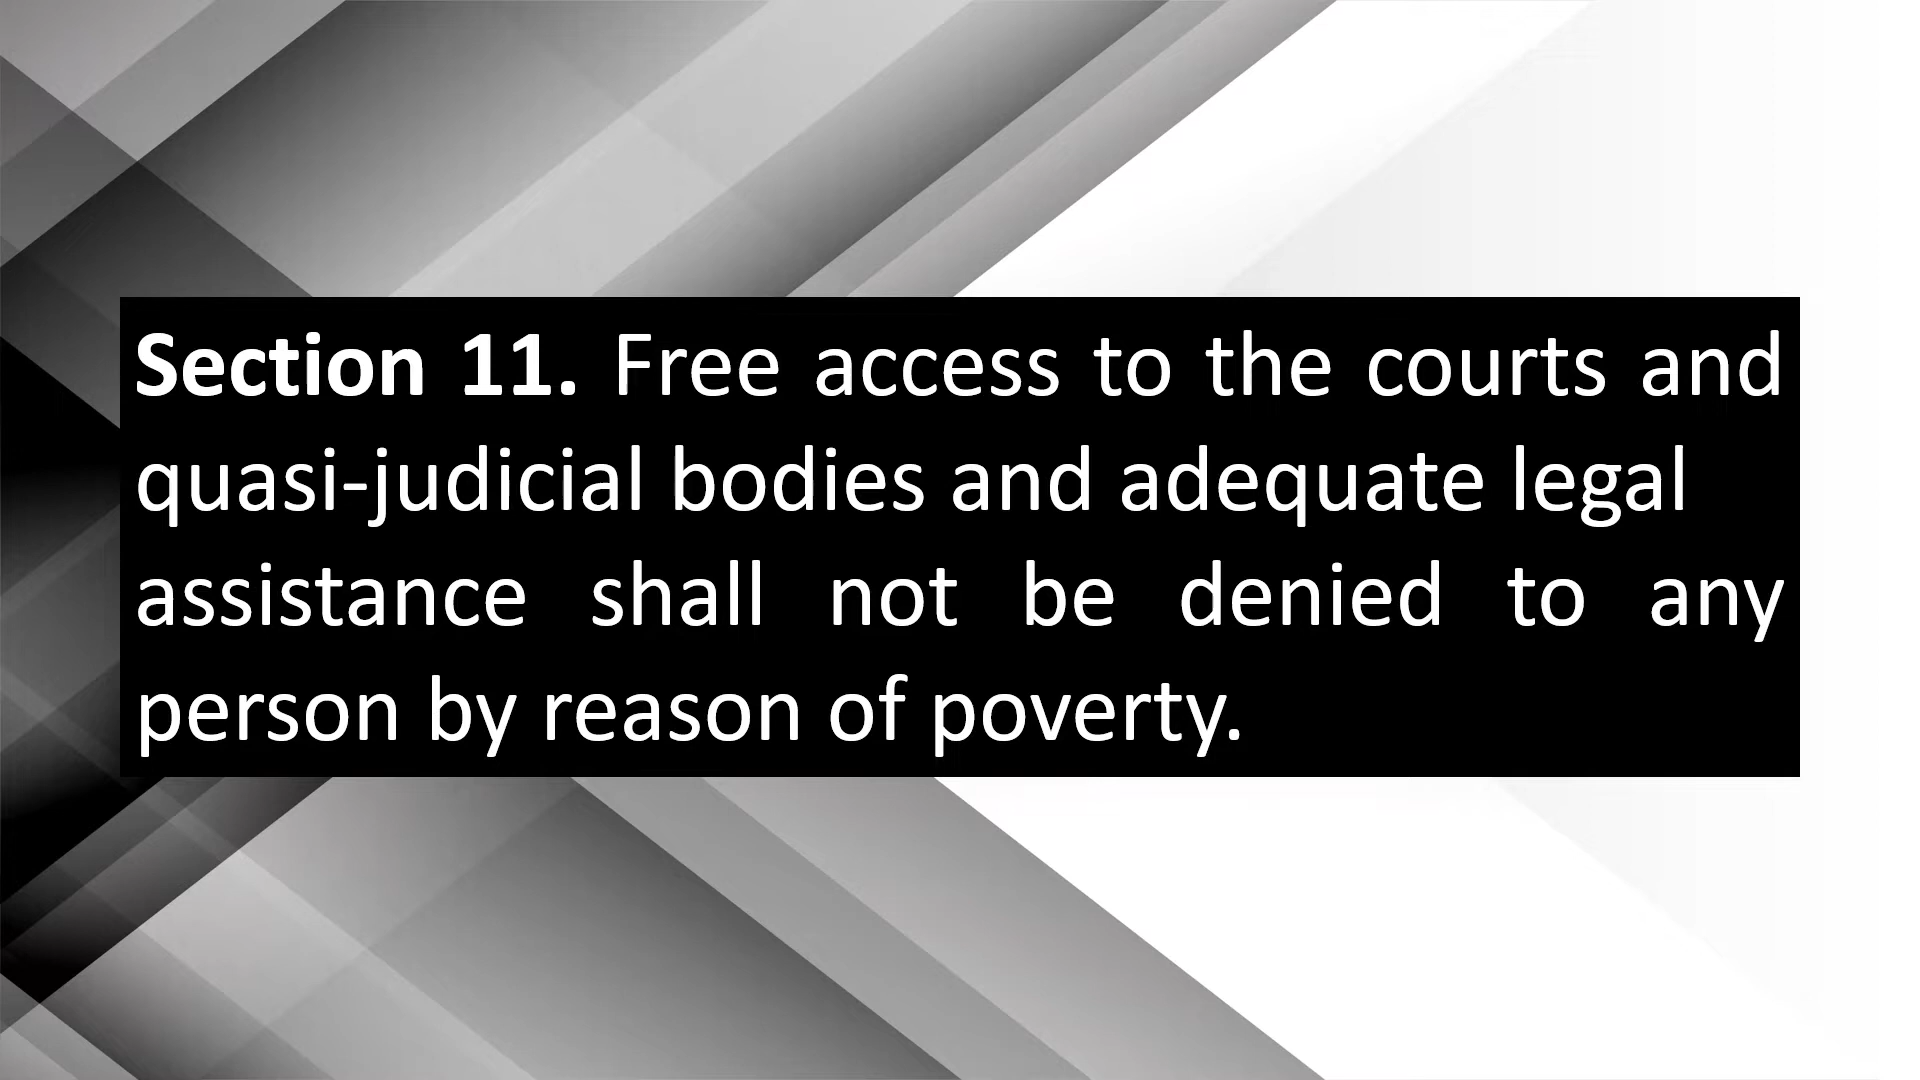 Section 11. Free access to the courts and
quasi-judicial bodies and adequate legal
assistance shall not be denied to any
person by reason of poverty.